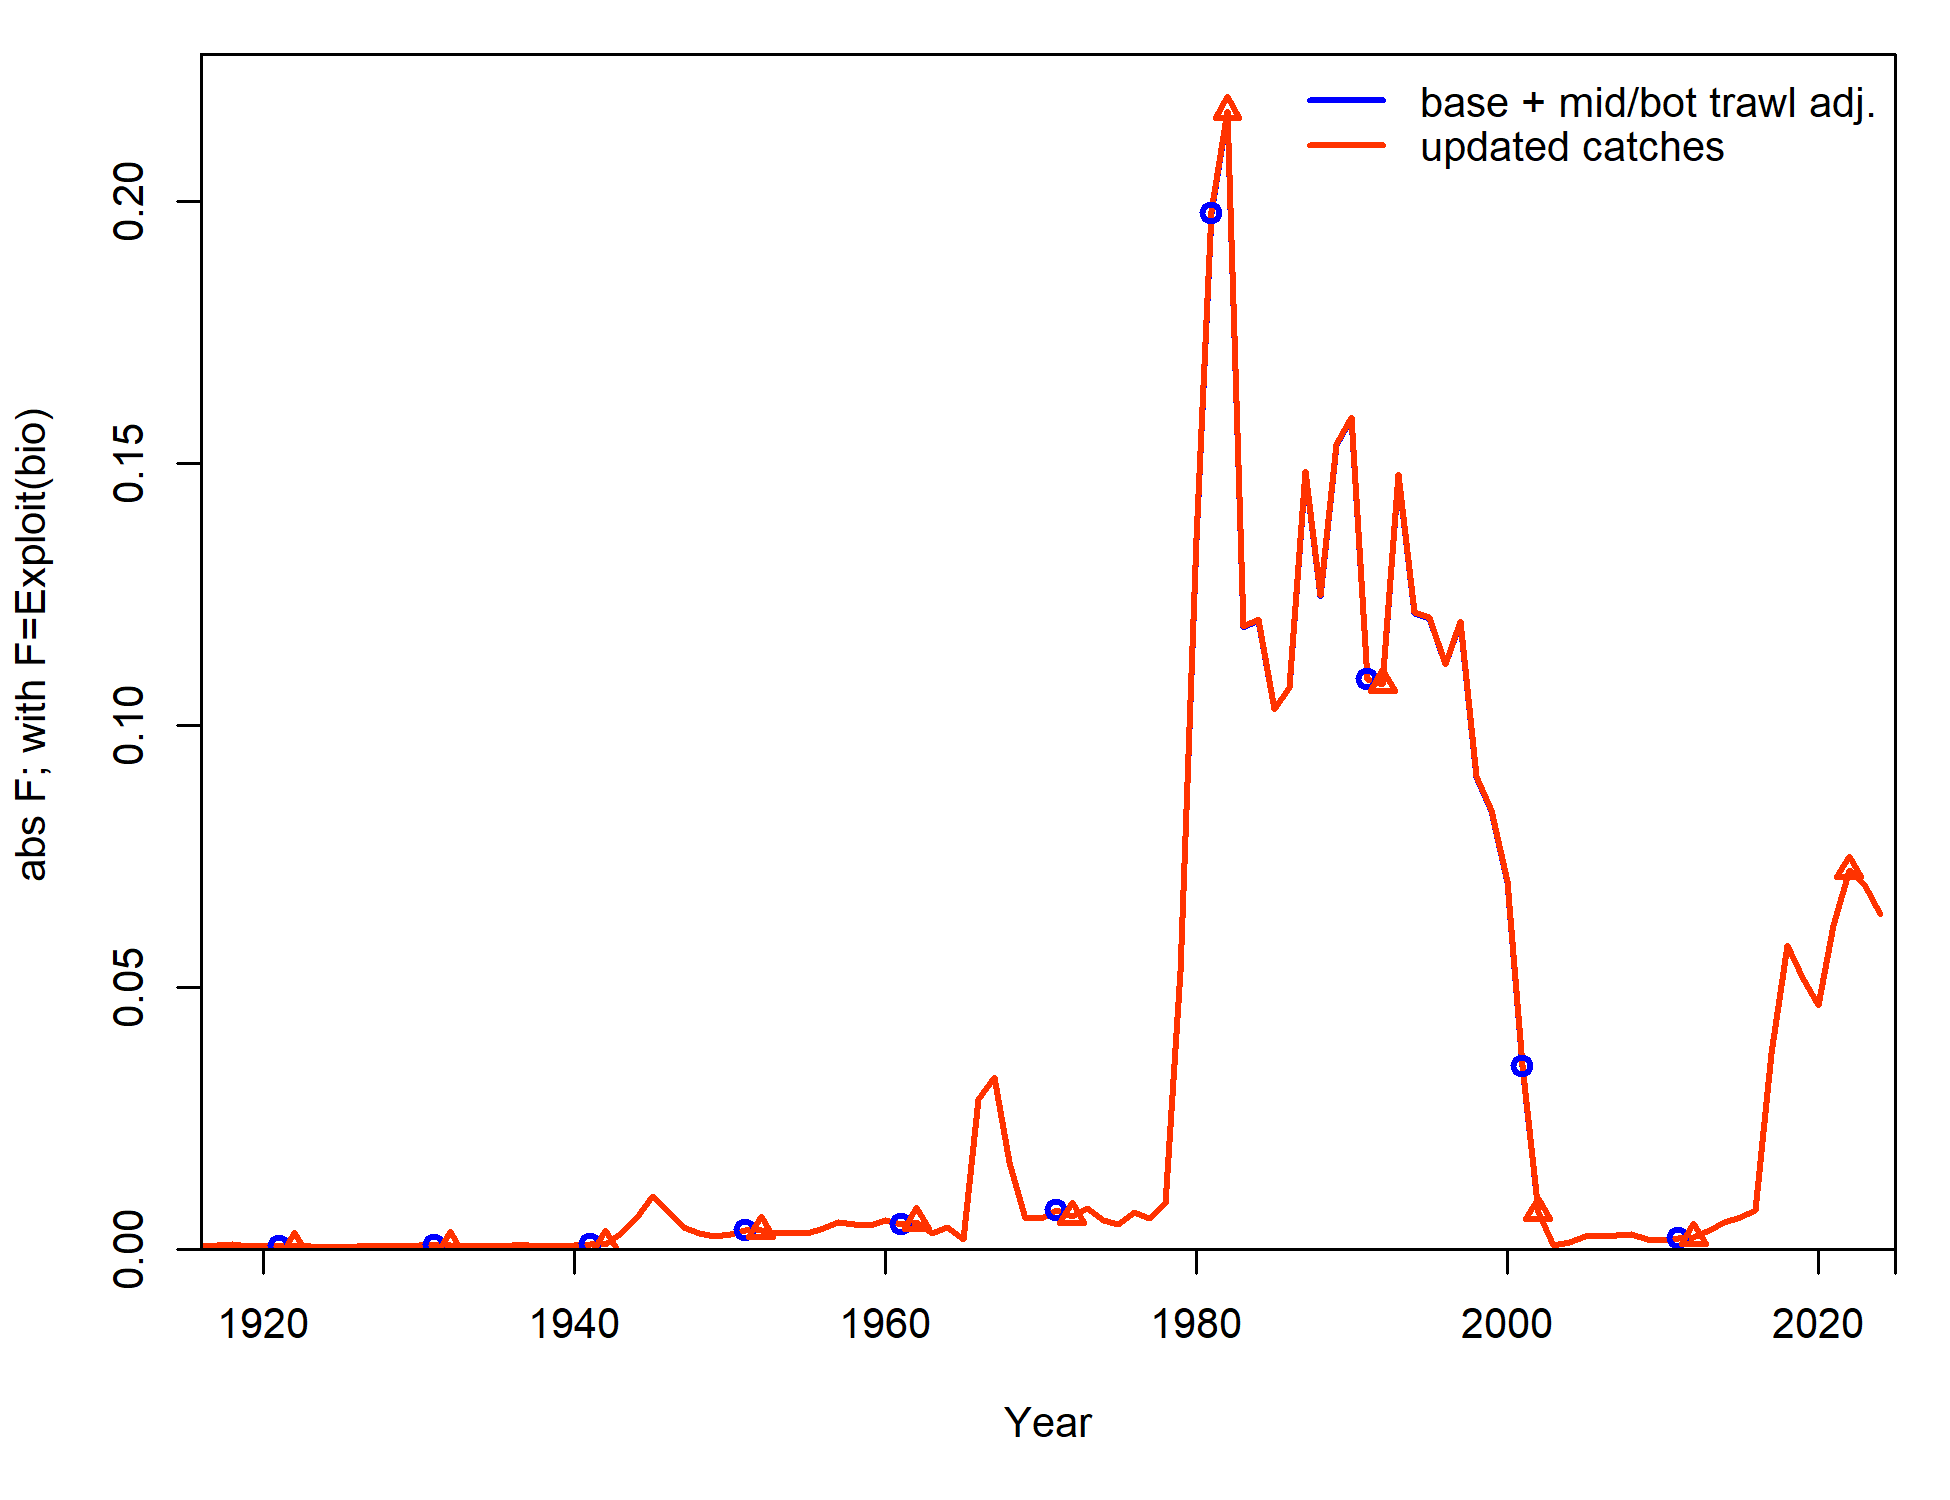 base + mid/bot trawl adj.
updated catches
abs F; with F=Exploit(bio)
0.20
0.15
0.10
0.05
0.00
1920 1940 1960 1980 2000 2020
Year